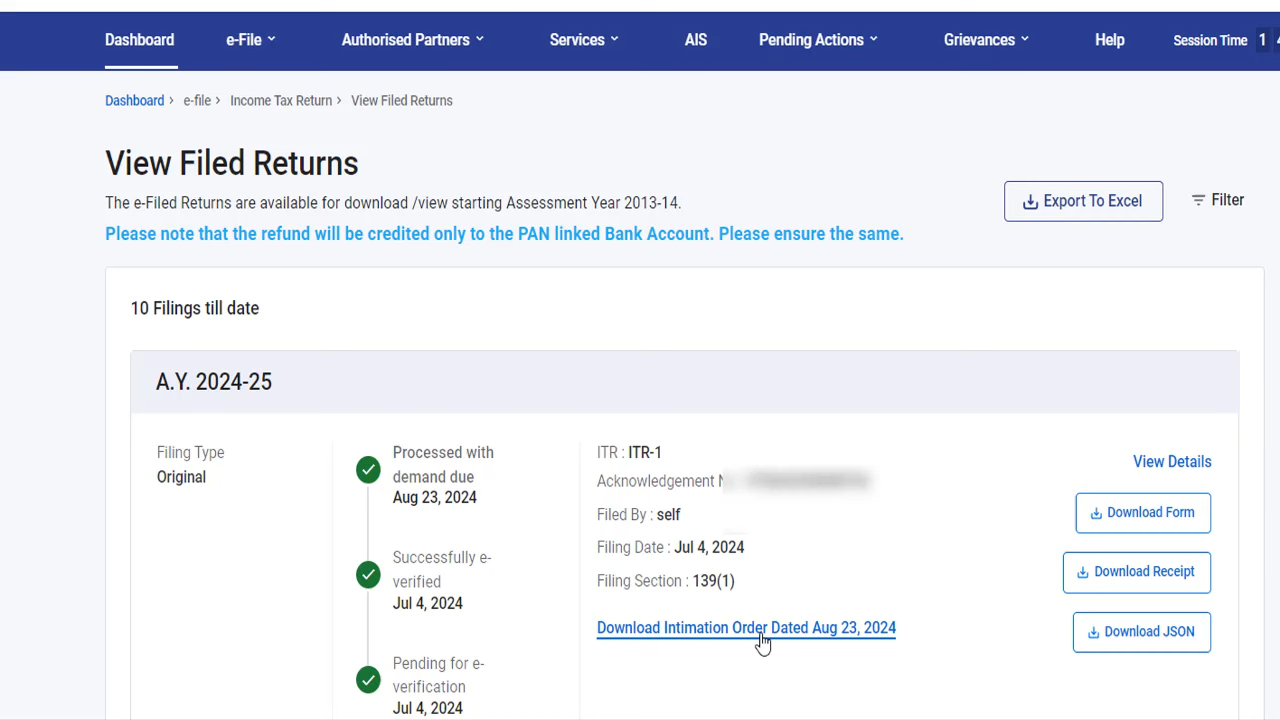 Dashboard e-File Authorised Partners Services AIS Pending Actions Grievances Help Session Time 1
Dashboard › e-file › Income Tax Return › View Filed Returns
View Filed Returns
The e-Filed Returns are available for download /view starting Assessment Year 2013-14.
Please note that the refund will be credited only to the PAN linked Bank Account. Please ensure the same.
Export To Excel
Filter
10 Filings till date
A.Y. 2024-25
Filing Type
Original
Processed with
demand due
Aug 23, 2024
Successfully e-
verified
Jul 4, 2024
Pending for e-
verification
Jul 4, 2024
ITR : ITR-1
Acknowledgement
Filed By : self
Filing Date : Jul 4, 2024
Filing Section : 139(1)
Download Intimation Order Dated Aug 23, 2024
View Details
Download Form
Download Receipt
Download JSON